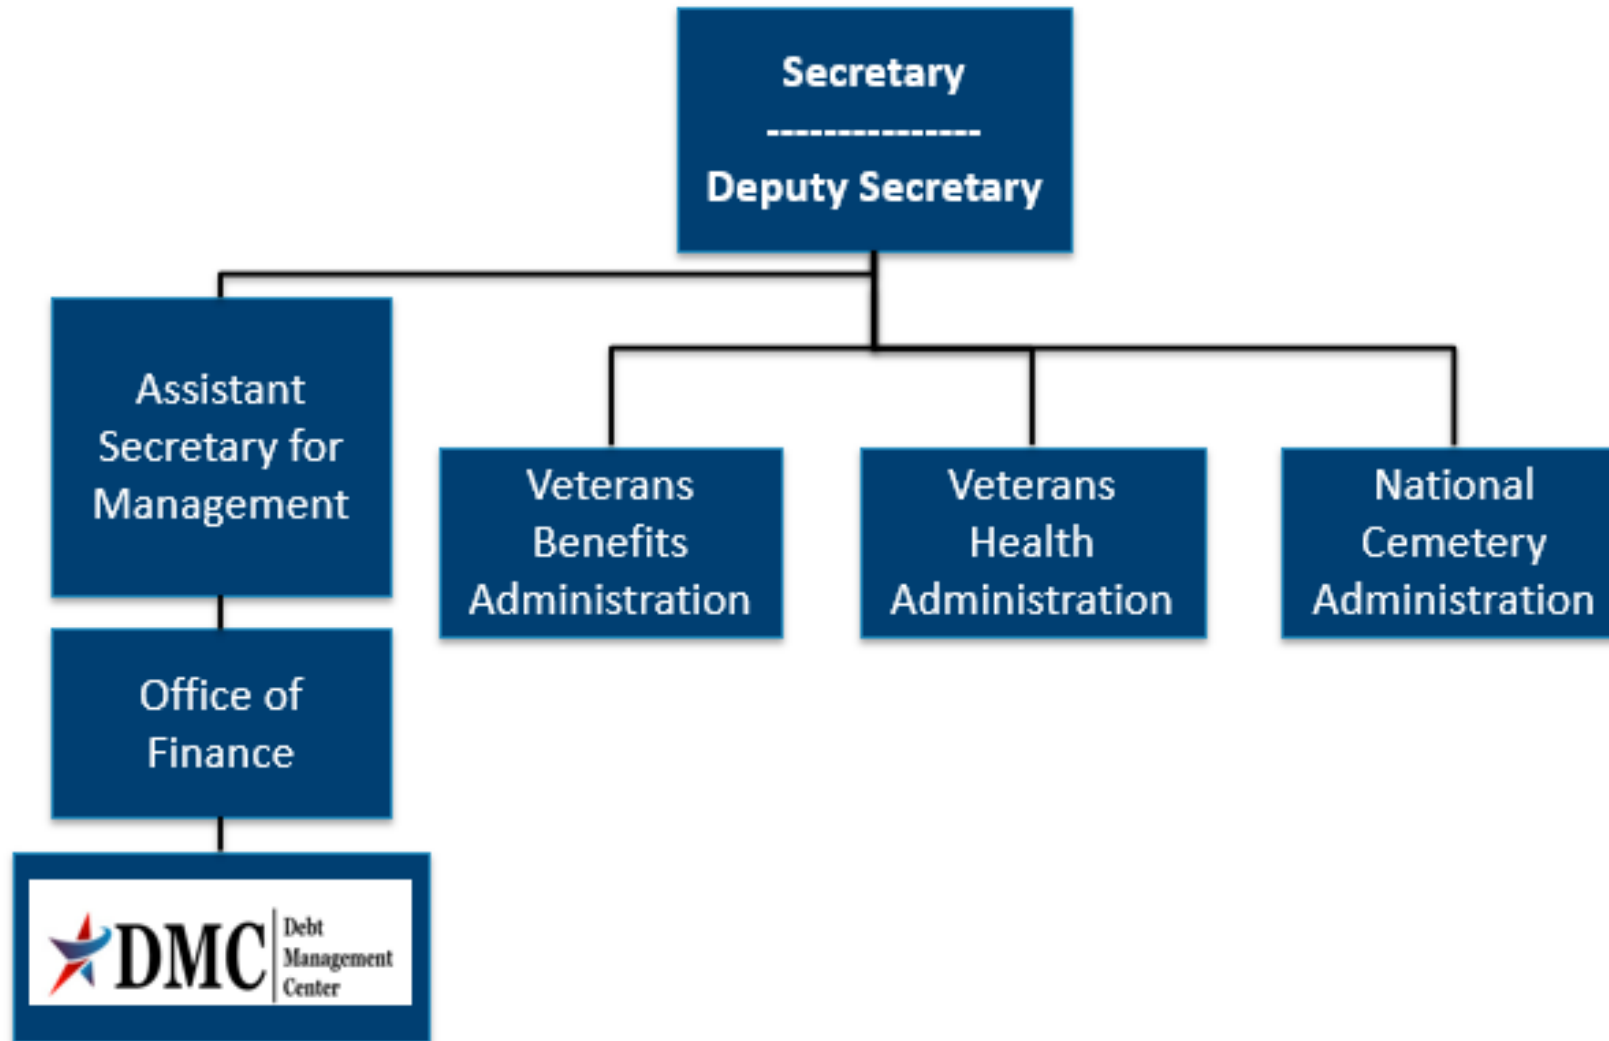 Secretary
---------------
Deputy Secretary
Assistant
Secretary for
Management
Veterans
Benefits
Administration
Veterans
Health
Administration
National
Cemetery
Administration
Office of
Finance
DMC
Debt
Management
Center